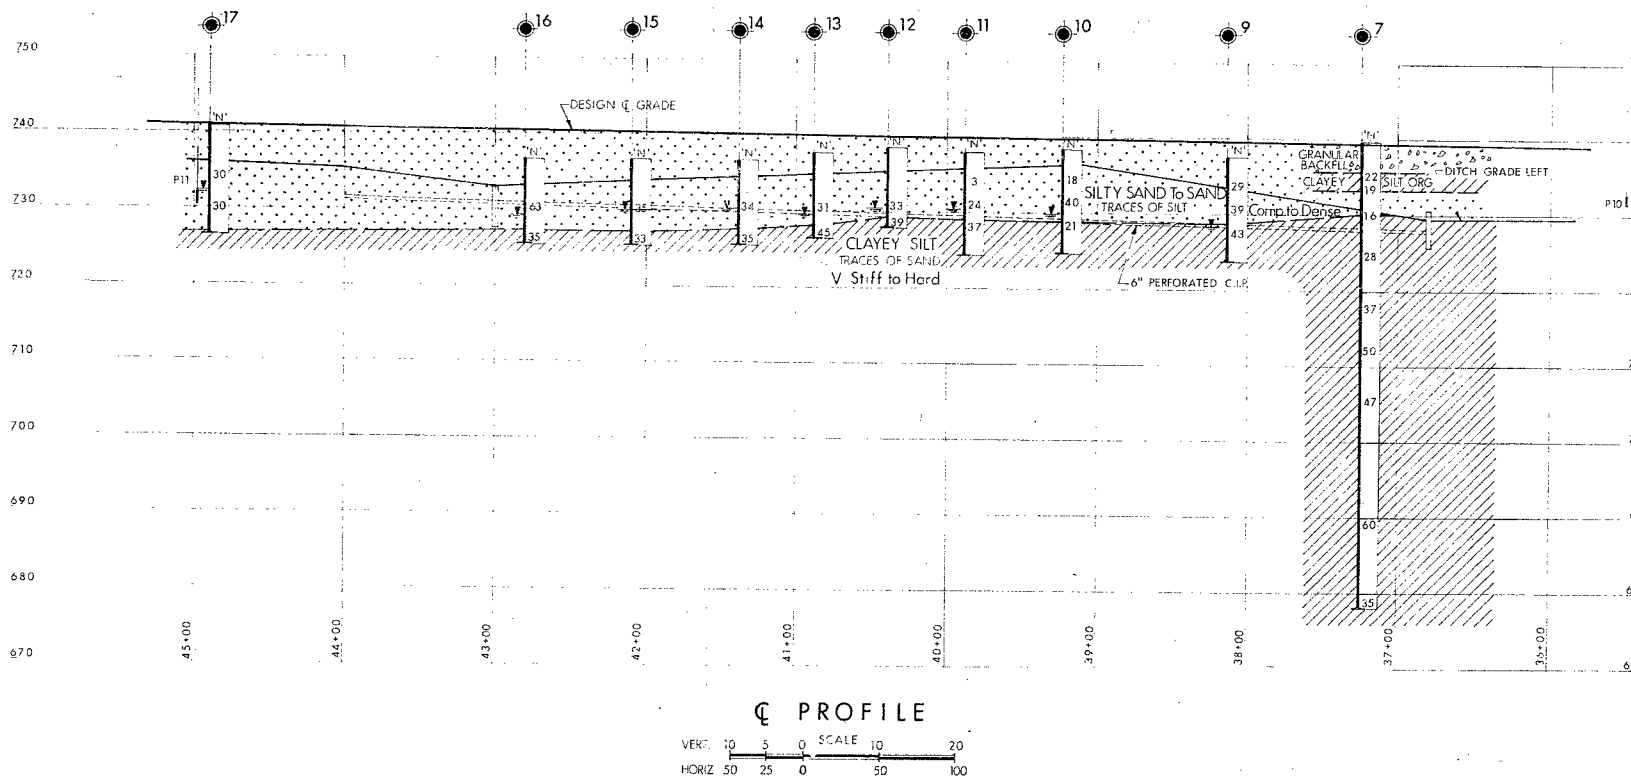 17 16 15 14 13 12 11 10 9 7
750
DESIGN ℄ GRADE
740
'N' 'N' 'N' 'N' 'N' 'N' 'N' 'N' 'N' 'N'
GRANULAR
BACKFILL
DITCH GRADE LEFT
CLAYEY SILT ORG
P11
30
30
63
35
35
33
34
35
31
45
33
39
3
24
37
18
40
21
29
39
43
22
19
16
28
37
50
47
60
35
SILTY SAND To SAND
TRACES OF SILT
Comp. to Dense
P10
730
CLAYEY SILT
TRACES OF SAND
V. Stiff to Hard
6" PERFORATED C.I.P.
720
710
700
690
680
670
45+00 44+00 43+00 42+00 41+00 40+00 39+00 38+00 37+00 36+00
℄ PROFILE
SCALE
VERT. 10 5 0 10 20
HORIZ 50 25 0 50 100